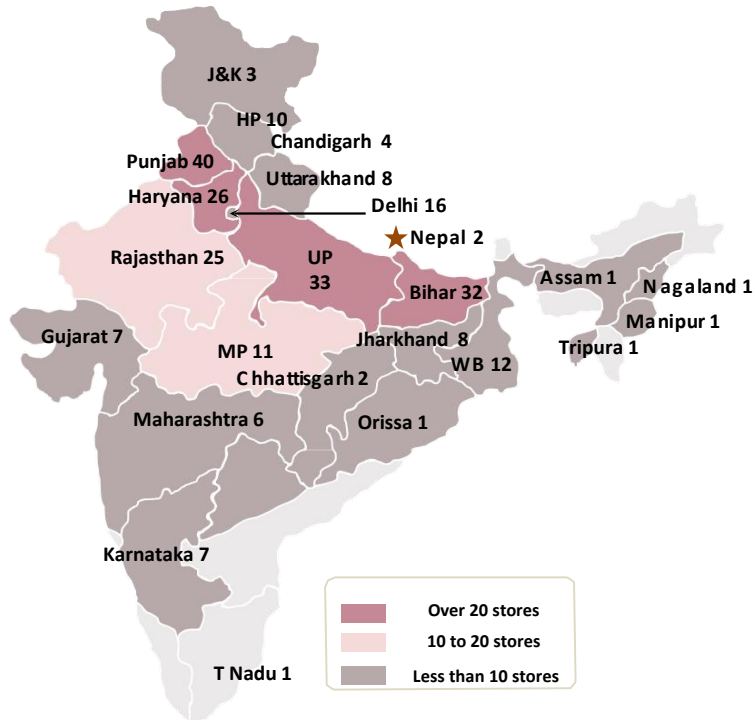 J&K 3
HP 10
Chandigarh 4
Punjab 40
Uttarakhand 8
Haryana 26
Delhi 16
Nepal 2
Rajasthan 25
UP
33
Bihar 32
Assam 1
Nagaland 1
Manipur 1
Tripura 1
Gujarat 7
MP 11
Jharkhand 8
WB 12
Chhattisgarh 2
Maharashtra 6
Orissa 1
Karnataka 7
T Nadu 1
Over 20 stores
10 to 20 stores
Less than 10 stores